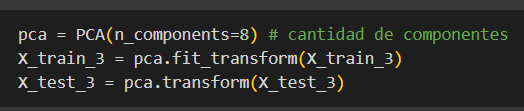 pca = PCA(n_components=8) # cantidad de componentes
X_train_3 = pca.fit_transform(X_train_3)
X_test_3 = pca.transform(X_test_3)